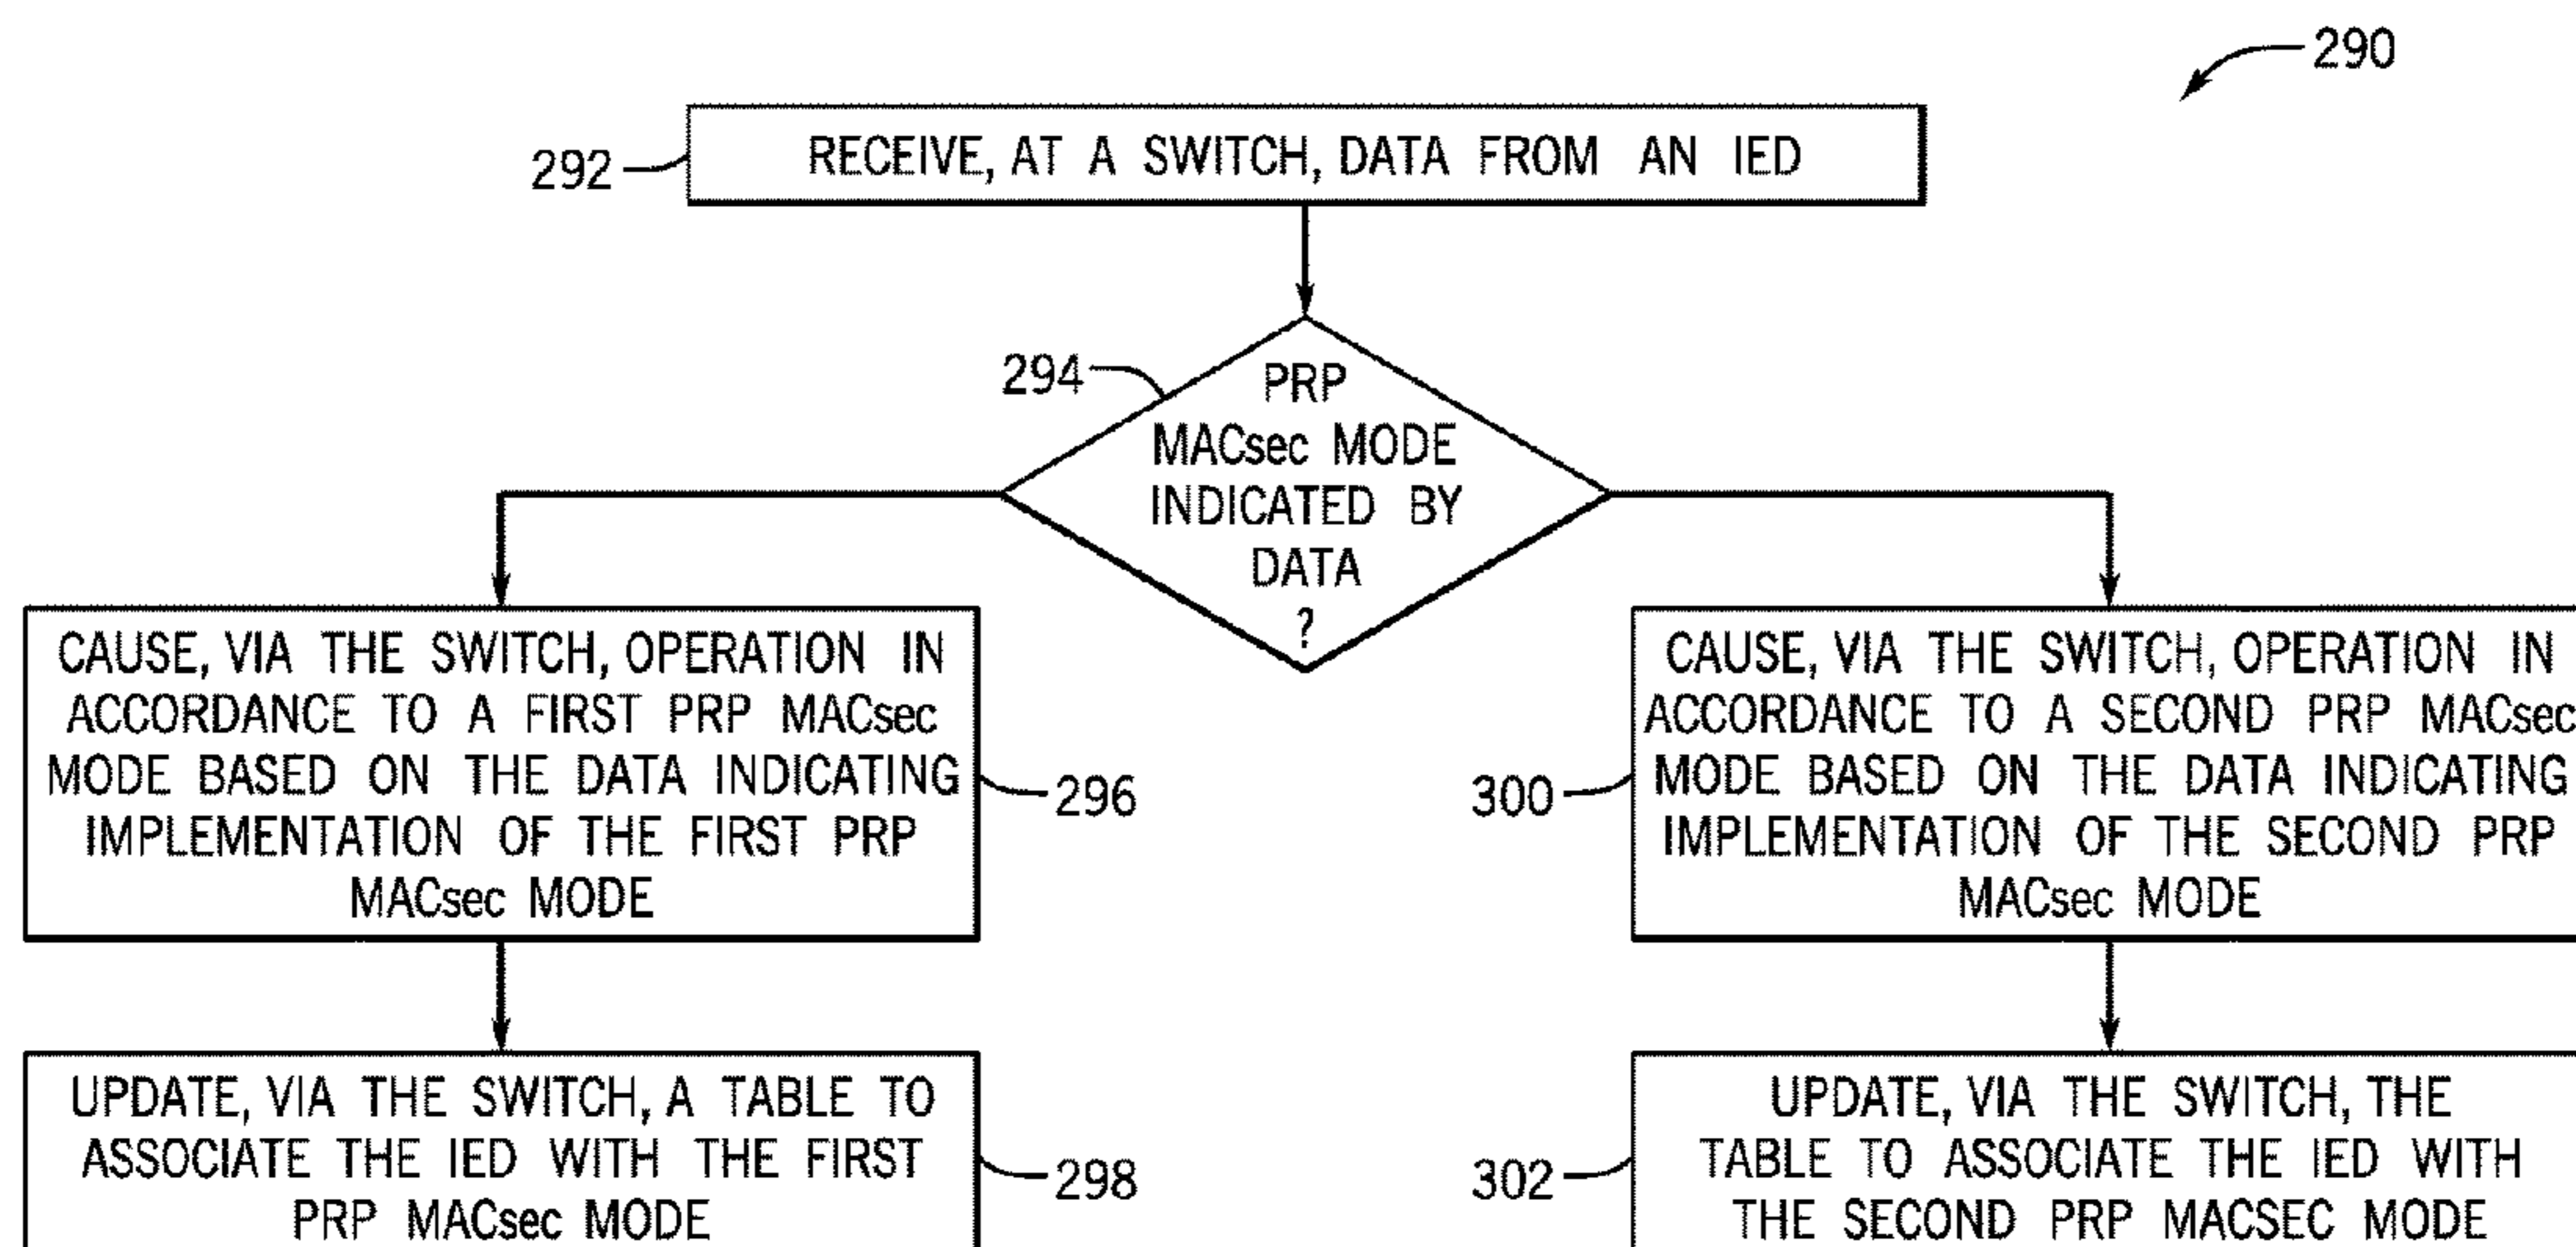 290
292
RECEIVE, AT A SWITCH, DATA FROM AN IED
294
PRP
MACsec MODE
INDICATED BY
DATA
?
CAUSE, VIA THE SWITCH, OPERATION IN
ACCORDANCE TO A FIRST PRP MACsec
MODE BASED ON THE DATA INDICATING
IMPLEMENTATION OF THE FIRST PRP
MACsec MODE
296
300
CAUSE, VIA THE SWITCH, OPERATION IN
ACCORDANCE TO A SECOND PRP MACsec
MODE BASED ON THE DATA INDICATING
IMPLEMENTATION OF THE SECOND PRP
MACsec MODE
UPDATE, VIA THE SWITCH, A TABLE TO
ASSOCIATE THE IED WITH THE FIRST
PRP MACsec MODE
298
302
UPDATE, VIA THE SWITCH, THE
TABLE TO ASSOCIATE THE IED WITH
THE SECOND PRP MACSEC MODE